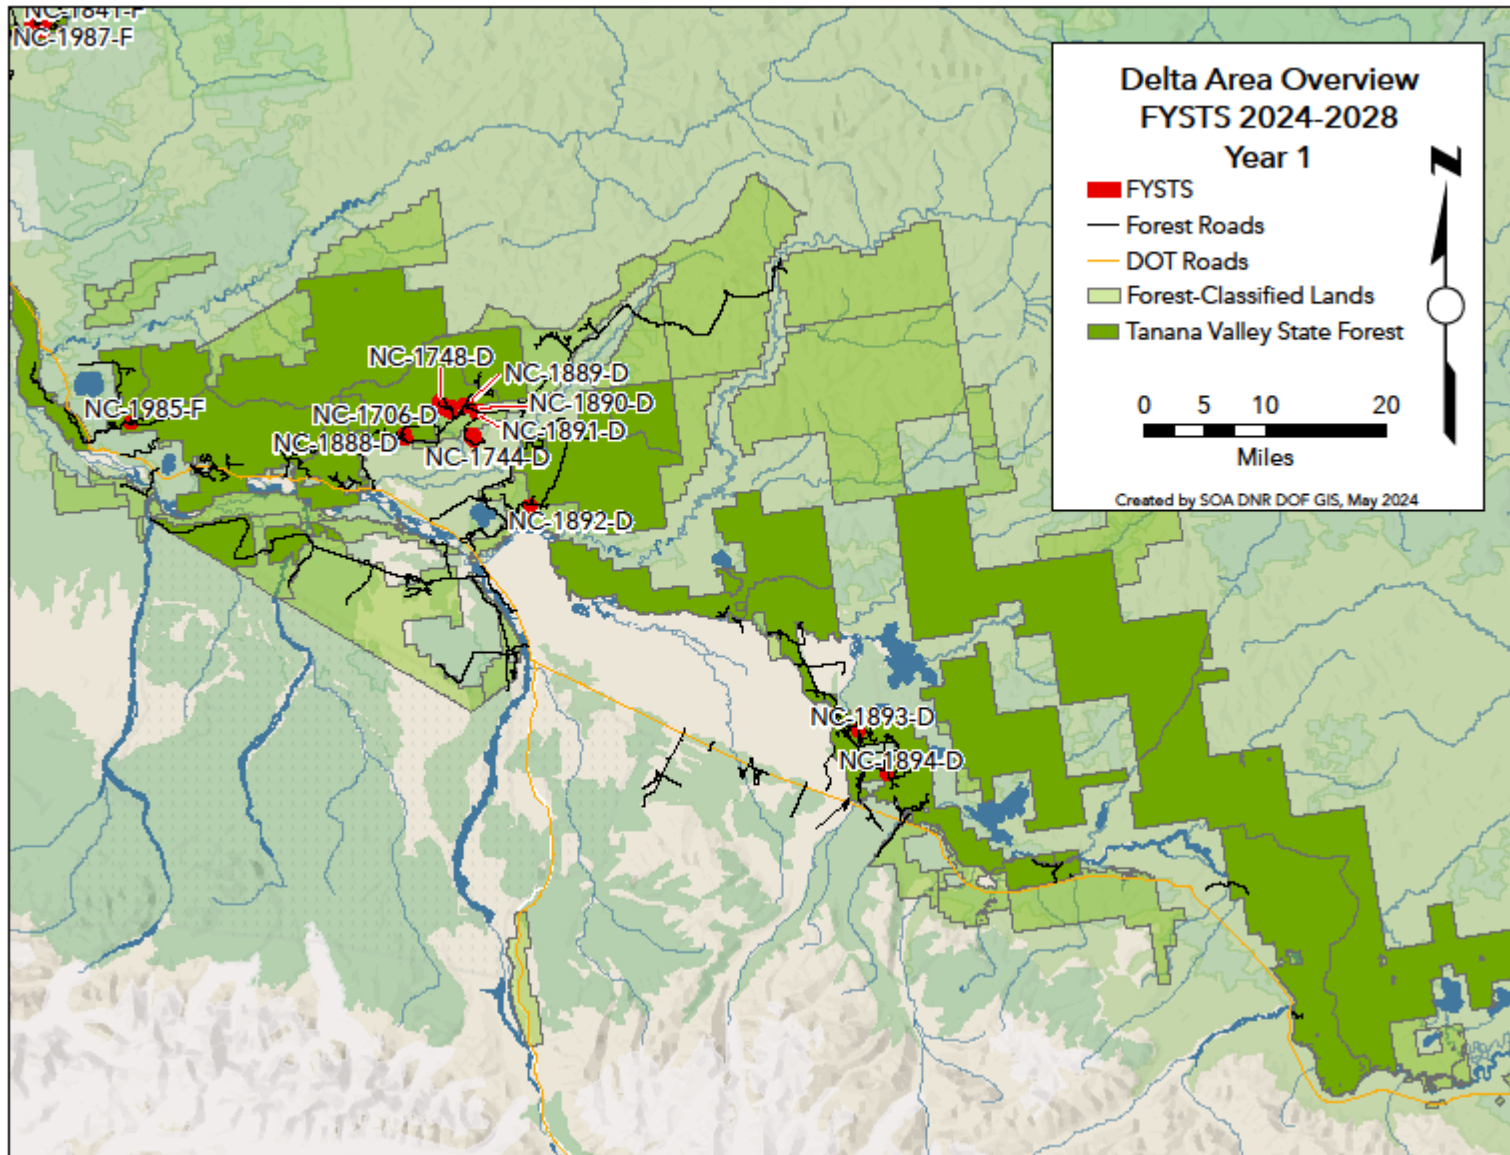 NC-1841-F
NC-1987-F
Delta Area Overview
FYSTS 2024-2028
Year 1
FYSTS
Forest Roads
DOT Roads
Forest-Classified Lands
Tanana Valley State Forest
N
0 5 10 20
Miles
Created by SOA DNR DOF GIS, May 2024
NC-1748-D
NC-1889-D
NC-1985-F
NC-1706-D
NC-1890-D
NC-1891-D
NC-1888-D
NC-1744-D
NC-1892-D
NC-1893-D
NC-1894-D